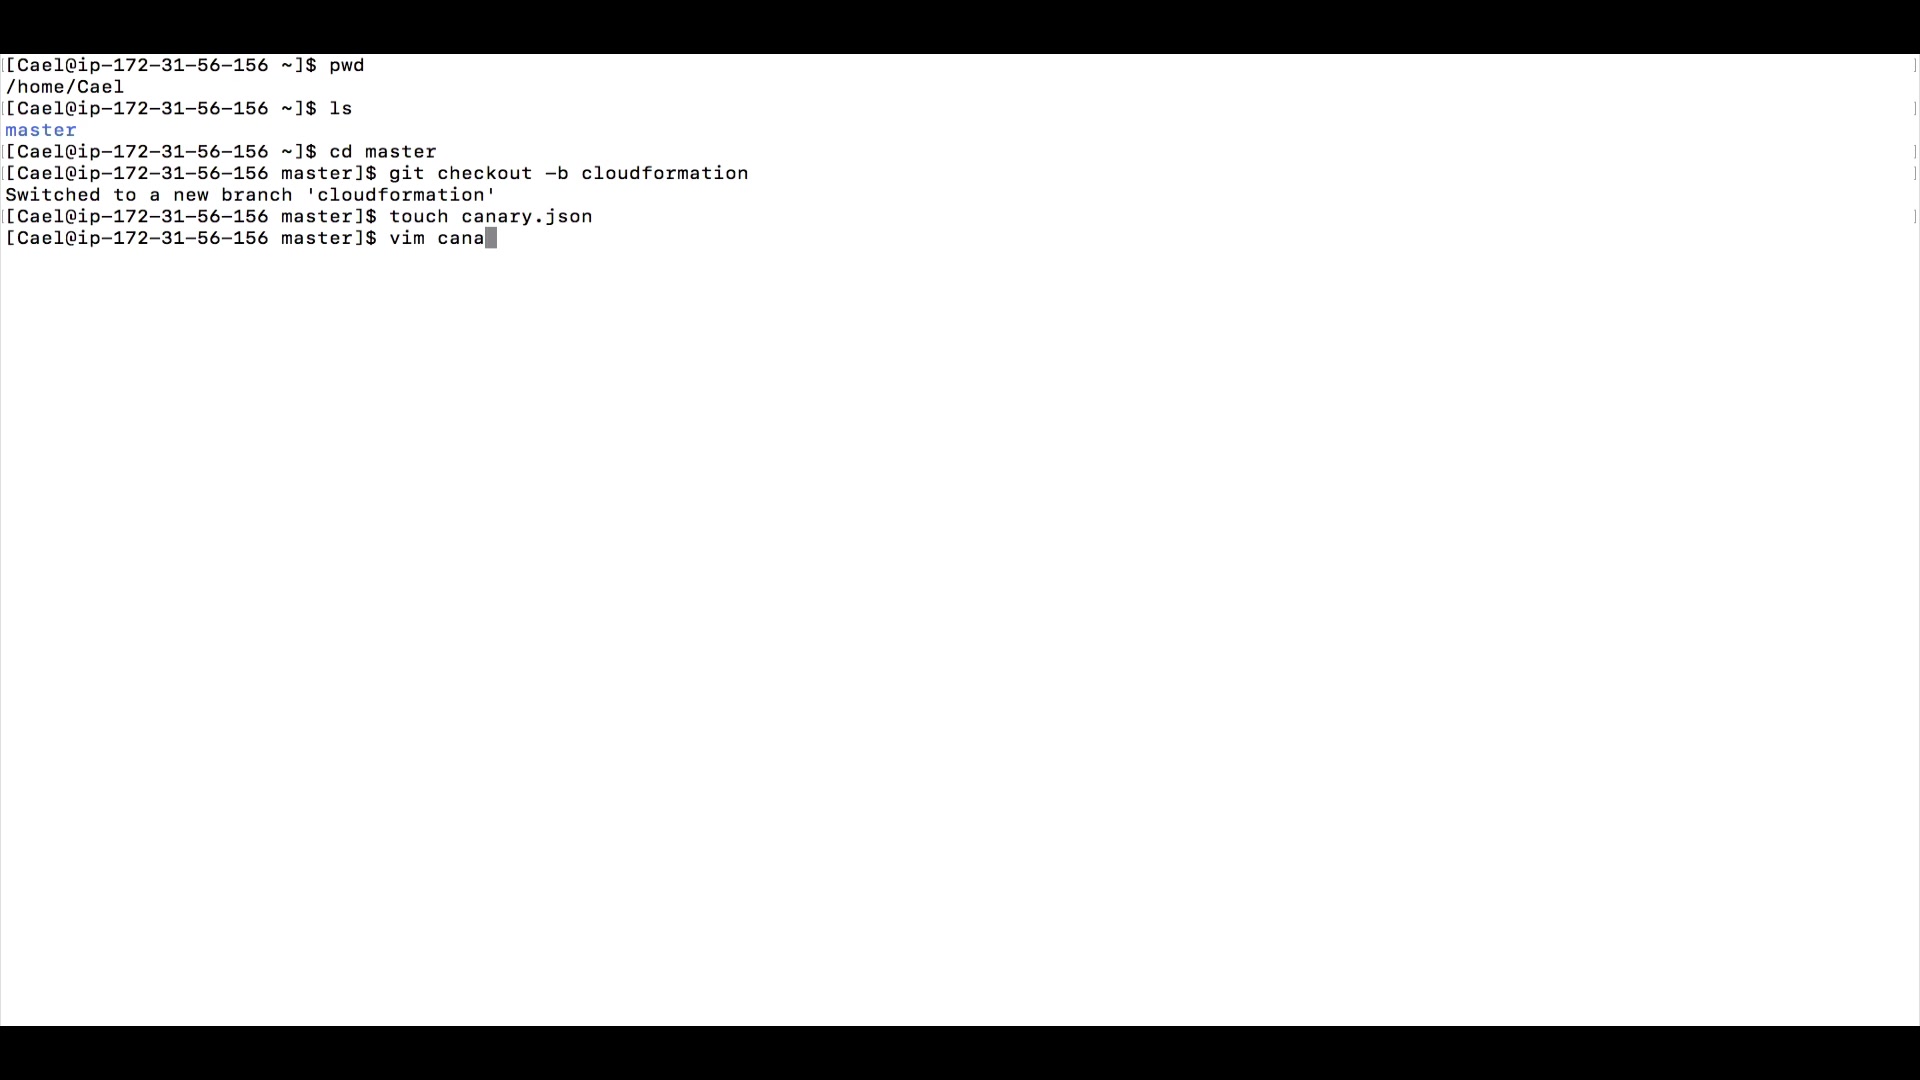 [Cael@ip-172-31-56-156 ~]$ pwd
/home/Cael
[Cael@ip-172-31-56-156 ~]$ ls
master
[Cael@ip-172-31-56-156 ~]$ cd master
[Cael@ip-172-31-56-156 master]$ git checkout -b cloudformation
Switched to a new branch 'cloudformation'
[Cael@ip-172-31-56-156 master]$ touch canary.json
[Cael@ip-172-31-56-156 master]$ vim cana